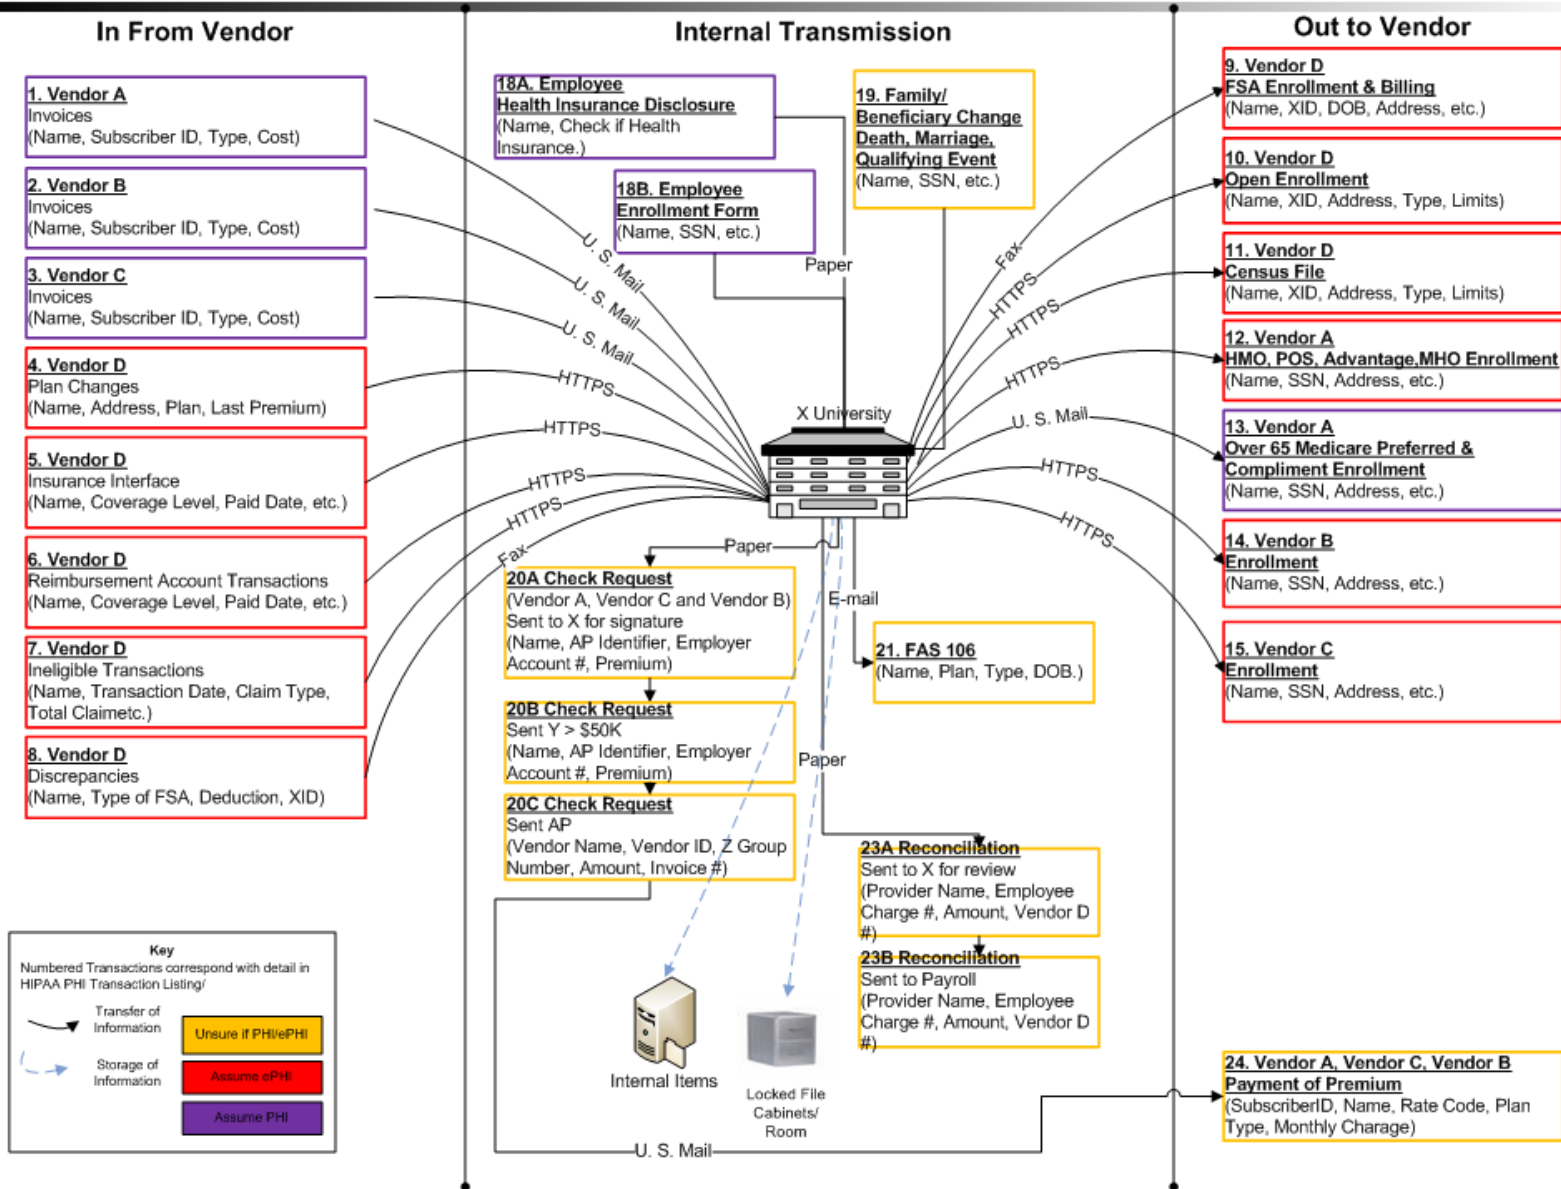 In From Vendor
Internal Transmission
Out to Vendor
1. Vendor A
Invoices
(Name, Subscriber ID, Type, Cost)
2. Vendor B
Invoices
(Name, Subscriber ID, Type, Cost)
3. Vendor C
Invoices
(Name, Subscriber ID, Type, Cost)
4. Vendor D
Plan Changes
(Name, Address, Plan, Last Premium)
5. Vendor D
Insurance Interface
(Name, Coverage Level, Paid Date, etc.)
6. Vendor D
Reimbursement Account Transactions
(Name, Coverage Level, Paid Date, etc.)
7. Vendor D
Ineligible Transactions
(Name, Transaction Date, Claim Type,
Total Claimetc.)
8. Vendor D
Discrepancies
(Name, Type of FSA, Deduction, XID)
U. S. Mail
U. S. Mail
U. S. Mail
HTTPS
HTTPS
HTTPS
HTTPS
Fax
18A. Employee
Health Insurance Disclosure
(Name, Check if Health
Insurance.)
18B. Employee
Enrollment Form
(Name, SSN, etc.)
19. Family/
Beneficiary Change
Death, Marriage,
Qualifying Event
(Name, SSN, etc.)
Paper
X University
Paper
20A Check Request
(Vendor A, Vendor C and Vendor B)
Sent to X for signature
(Name, AP Identifier, Employer
Account #, Premium)
20B Check Request
Sent Y > $50K
(Name, AP Identifier, Employer
Account #, Premium)
20C Check Request
Sent AP
(Vendor Name, Vendor ID, Z Group
Number, Amount, Invoice #)
E-mail
21. FAS 106
(Name, Plan, Type, DOB.)
Paper
23A Reconciliation
Sent to X for review
(Provider Name, Employee
Charge #, Amount, Vendor D
#)
23B Reconciliation
Sent to Payroll
(Provider Name, Employee
Charge #, Amount, Vendor D
#)
Internal Items
Locked File
Cabinets/
Room
U. S. Mail
Fax
HTTPS
HTTPS
HTTPS
U. S. Mail
HTTPS
HTTPS
9. Vendor D
FSA Enrollment & Billing
(Name, XID, DOB, Address, etc.)
10. Vendor D
Open Enrollment
(Name, XID, Address, Type, Limits)
11. Vendor D
Census File
(Name, XID, Address, Type, Limits)
12. Vendor A
HMO, POS, Advantage,MHO Enrollment
(Name, SSN, Address, etc.)
13. Vendor A
Over 65 Medicare Preferred &
Compliment Enrollment
(Name, SSN, Address, etc.)
14. Vendor B
Enrollment
(Name, SSN, Address, etc.)
15. Vendor C
Enrollment
(Name, SSN, Address, etc.)
24. Vendor A, Vendor C, Vendor B
Payment of Premium
(SubscriberID, Name, Rate Code, Plan
Type, Monthly Charage)
Key
Numbered Transactions correspond with detail in
HIPAA PHI Transaction Listing/
Transfer of
Information
Storage of
Information
Unsure if PHI/ePHI
Assume ePHI
Assume PHI